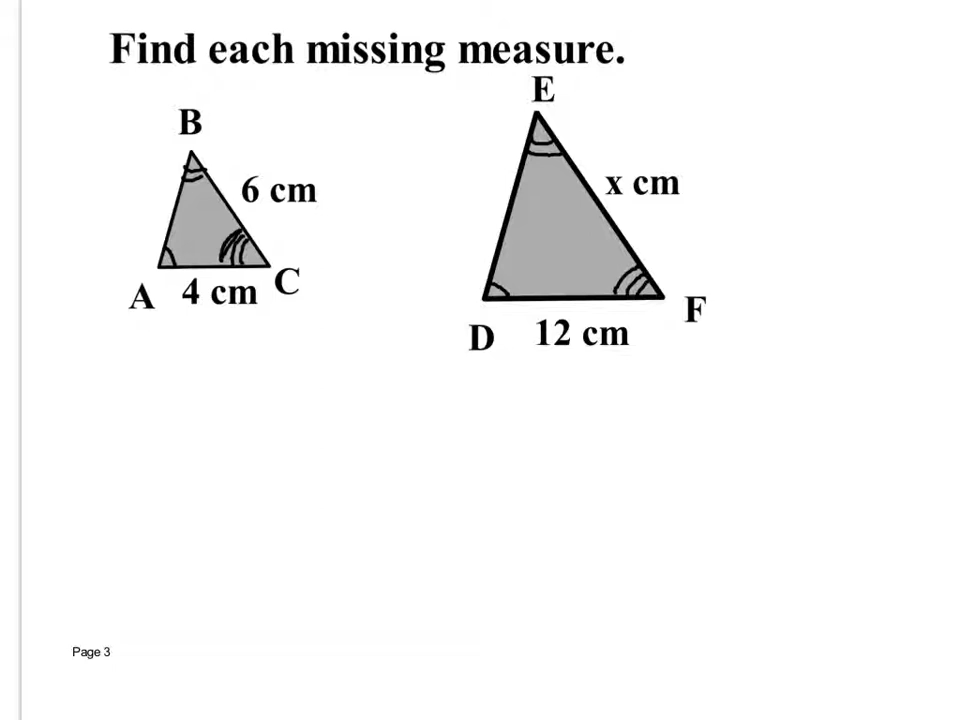 Find each missing measure.
E
B
6 cm
x cm
A 4 cm C
F
D 12 cm
Page 3